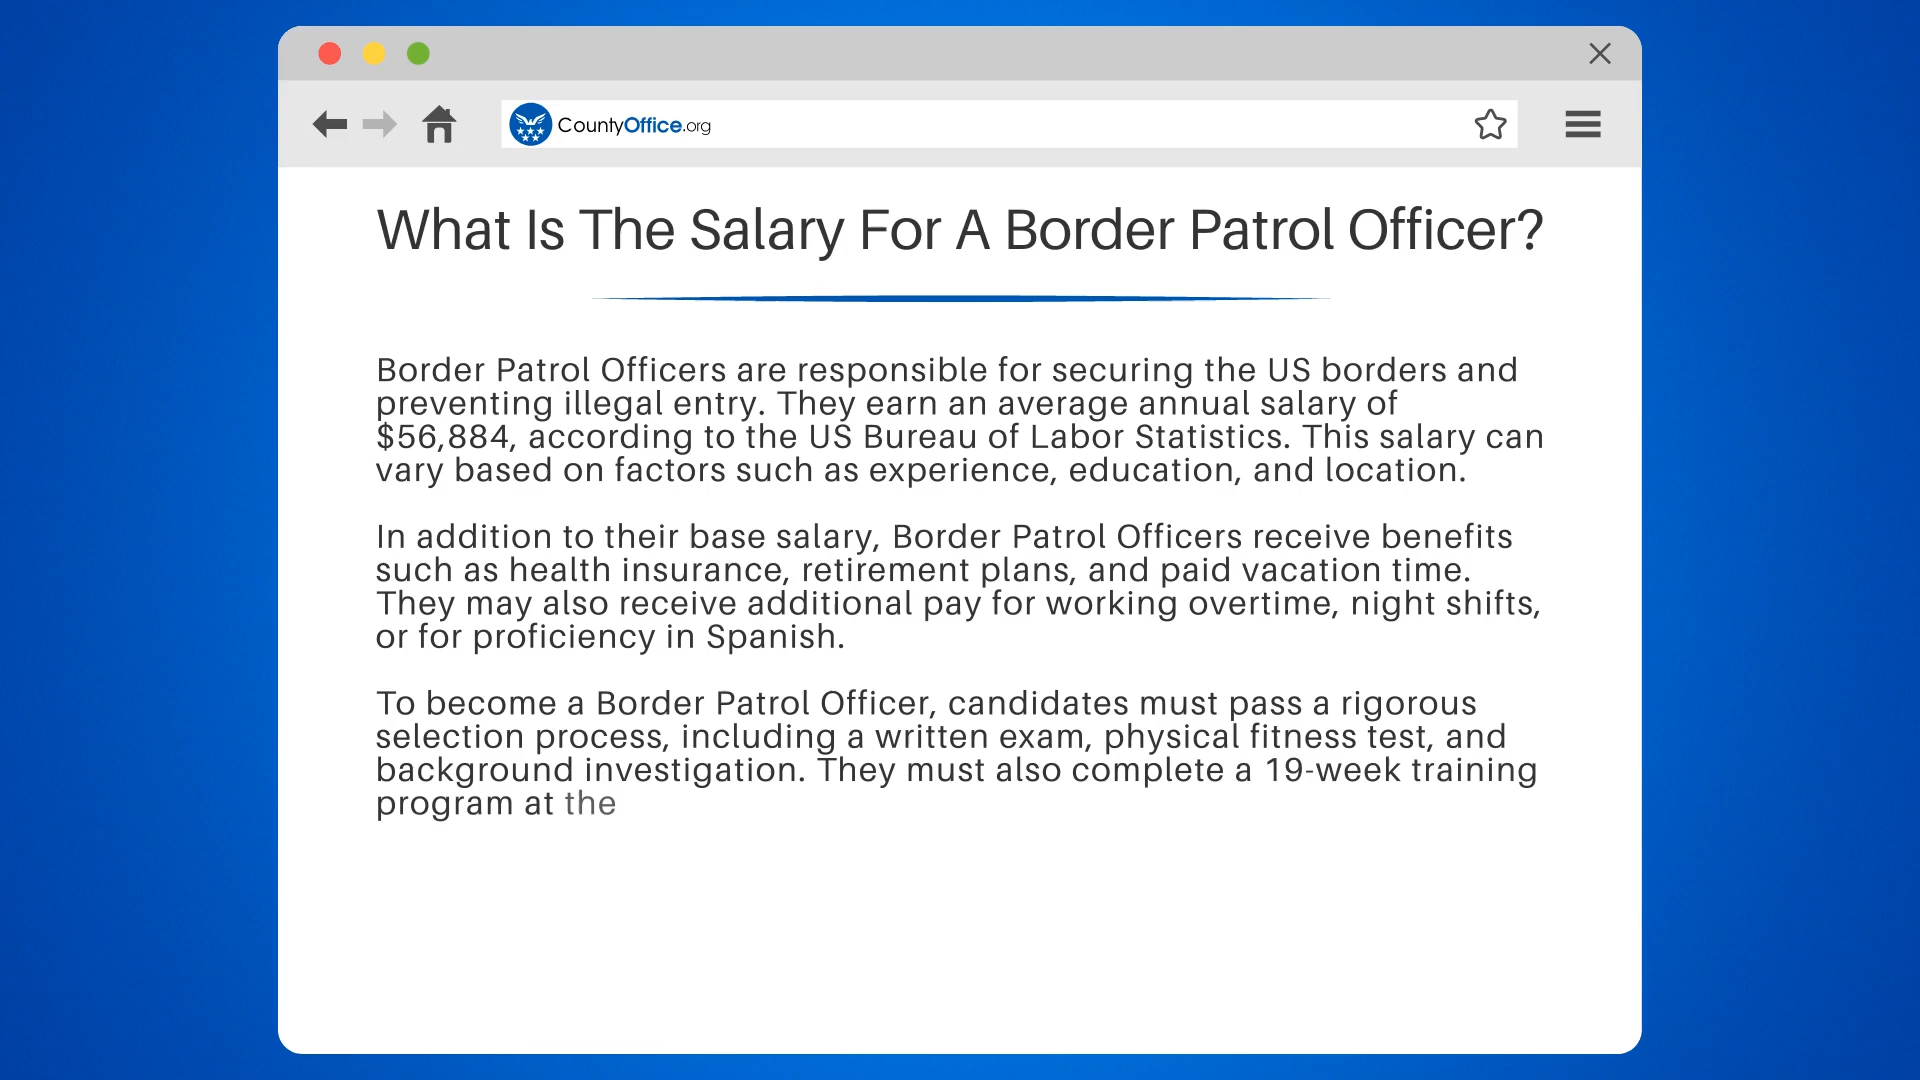 CountyOffice.org
What Is The Salary For A Border Patrol Officer?
Border Patrol Officers are responsible for securing the US borders and
preventing illegal entry. They earn an average annual salary of
$56,884, according to the US Bureau of Labor Statistics. This salary can
vary based on factors such as experience, education, and location.
In addition to their base salary, Border Patrol Officers receive benefits
such as health insurance, retirement plans, and paid vacation time.
They may also receive additional pay for working overtime, night shifts,
or for proficiency in Spanish.
To become a Border Patrol Officer, candidates must pass a rigorous
selection process, including a written exam, physical fitness test, and
background investigation. They must also complete a 19-week training
program at the